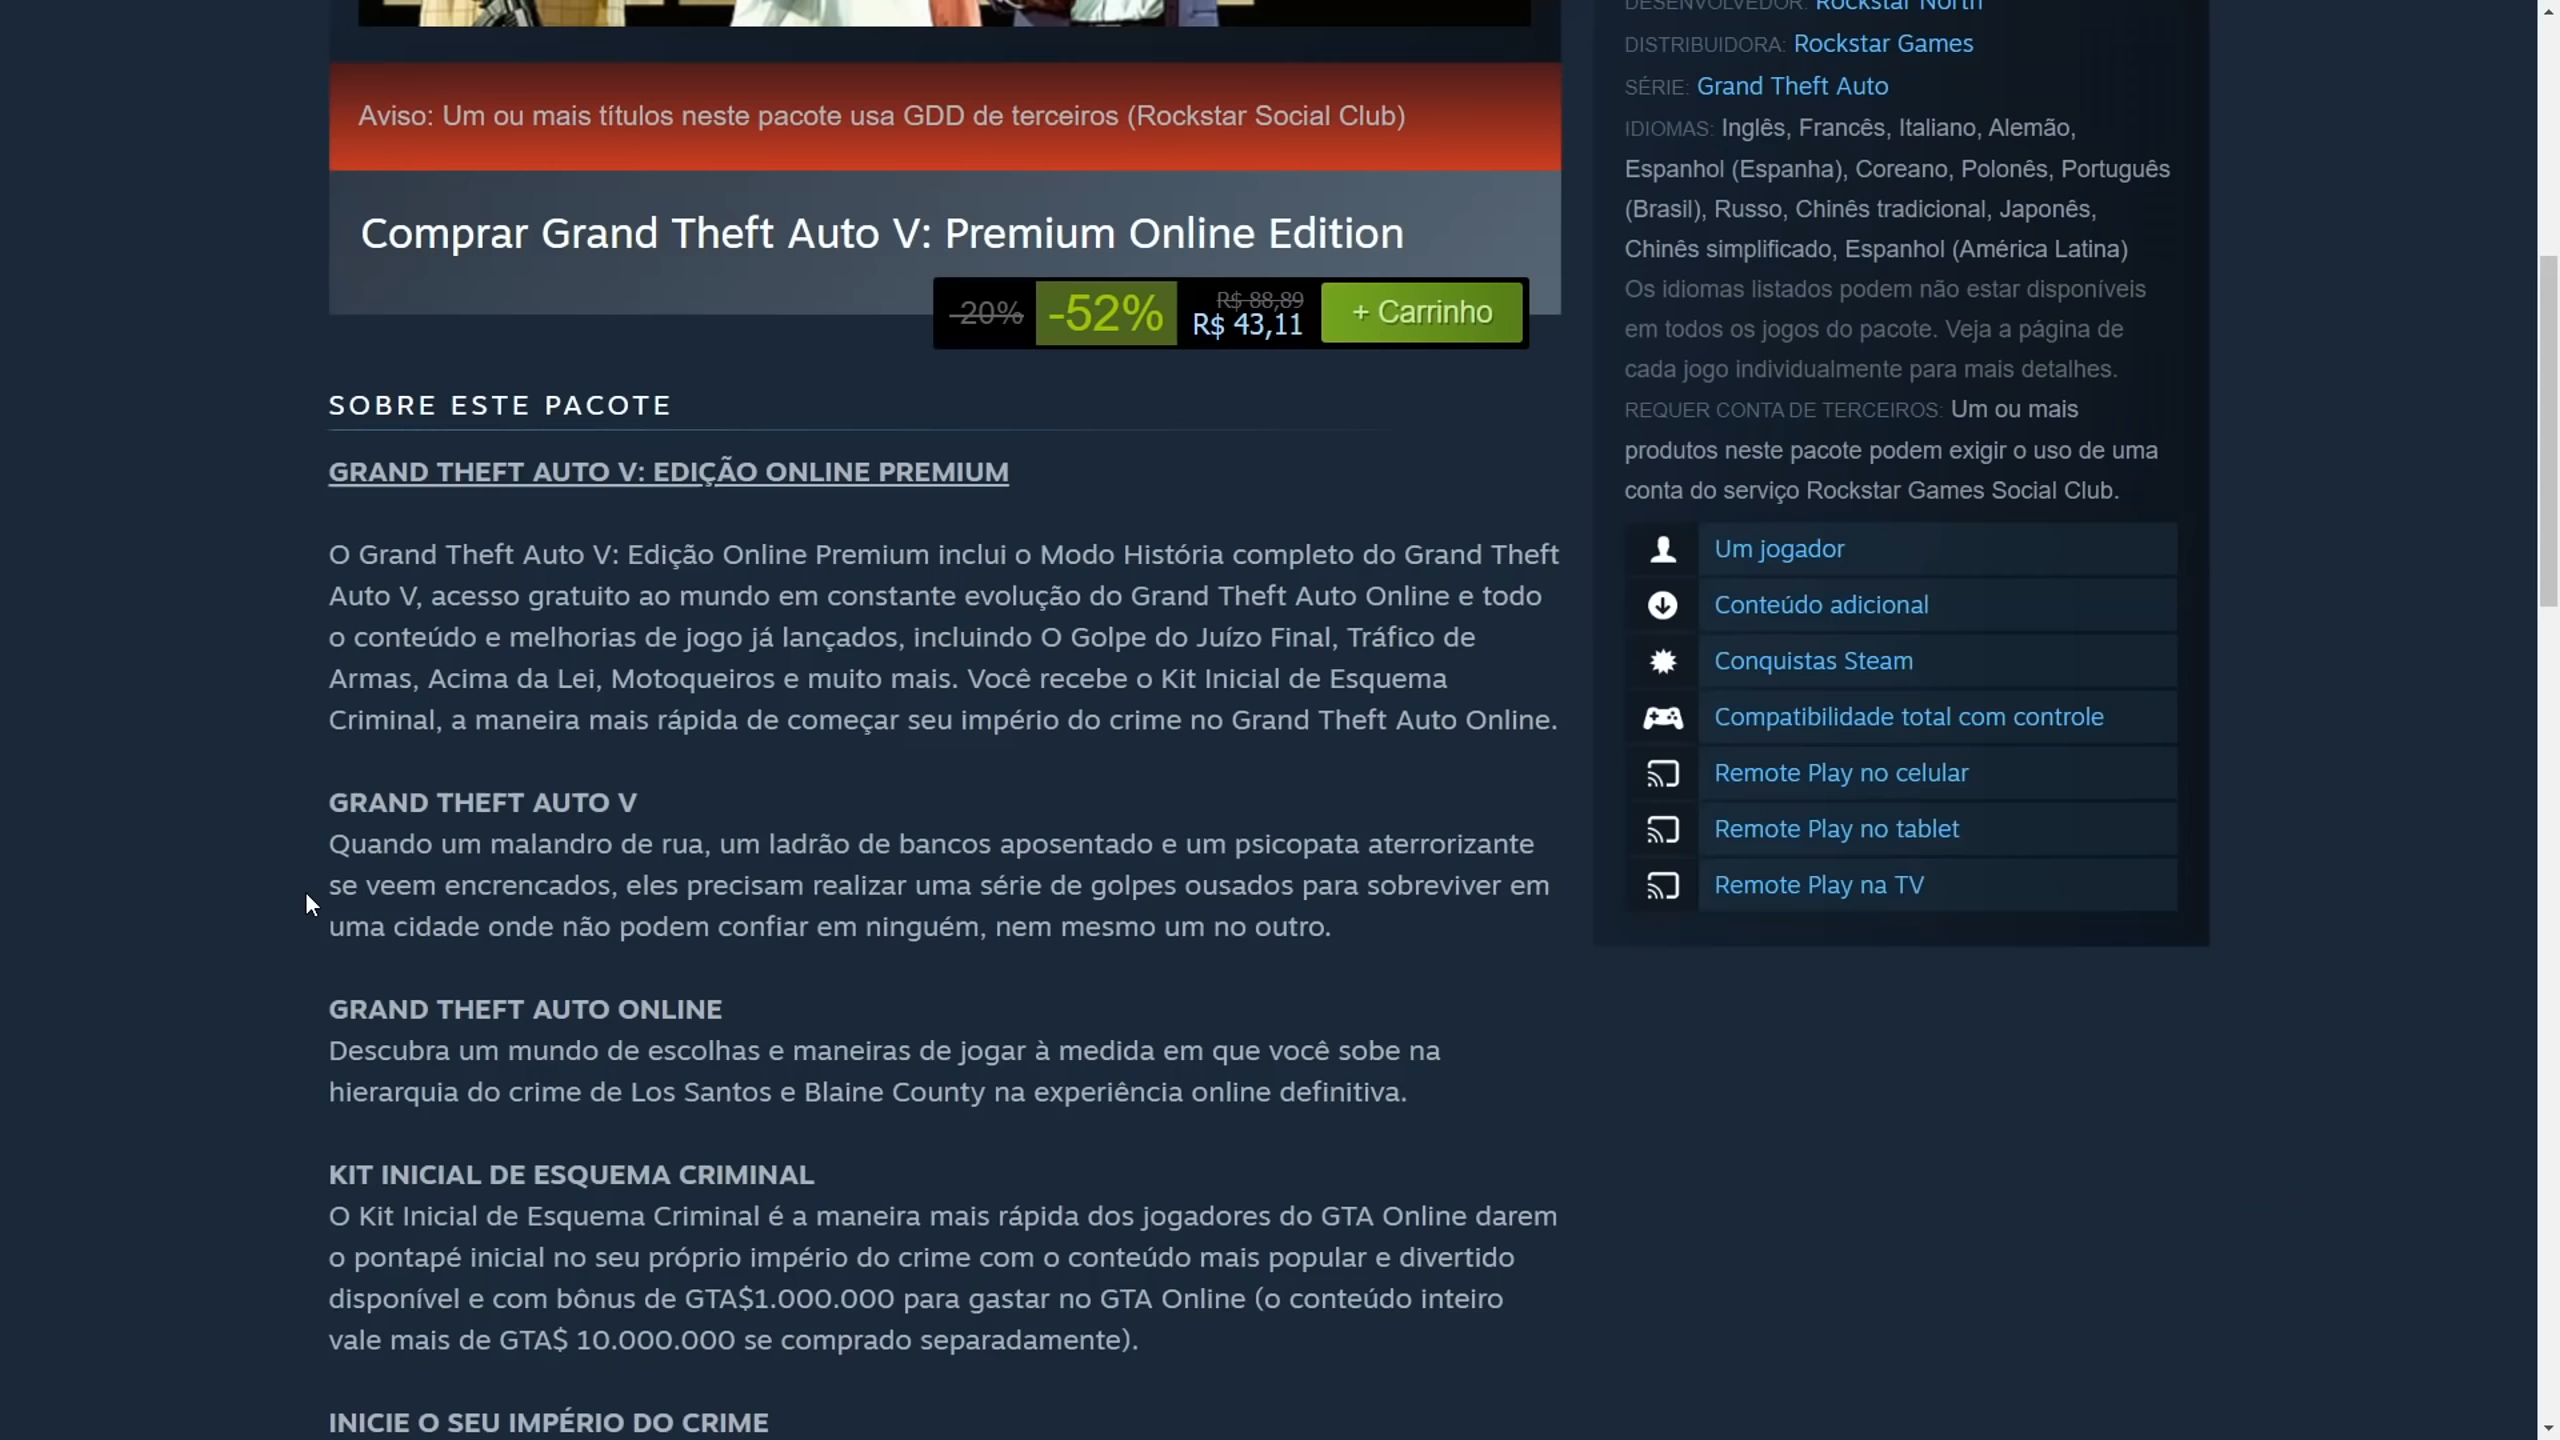 Aviso: Um ou mais títulos neste pacote usa GDD de terceiros (Rockstar Social Club)
Comprar Grand Theft Auto V: Premium Online Edition
-20%
-52%
R$ 88,89
R$ 43,11
+ Carrinho
SOBRE ESTE PACOTE
GRAND THEFT AUTO V: EDIÇÃO ONLINE PREMIUM
O Grand Theft Auto V: Edição Online Premium inclui o Modo História completo do Grand Theft
Auto V, acesso gratuito ao mundo em constante evolução do Grand Theft Auto Online e todo
o conteúdo e melhorias de jogo já lançados, incluindo O Golpe do Juízo Final, Tráfico de
Armas, Acima da Lei, Motoqueiros e muito mais. Você recebe o Kit Inicial de Esquema
Criminal, a maneira mais rápida de começar seu império do crime no Grand Theft Auto Online.
GRAND THEFT AUTO V
Quando um malandro de rua, um ladrão de bancos aposentado e um psicopata aterrorizante
se veem encrencados, eles precisam realizar uma série de golpes ousados para sobreviver em
uma cidade onde não podem confiar em ninguém, nem mesmo um no outro.
GRAND THEFT AUTO ONLINE
Descubra um mundo de escolhas e maneiras de jogar à medida em que você sobe na
hierarquia do crime de Los Santos e Blaine County na experiência online definitiva.
KIT INICIAL DE ESQUEMA CRIMINAL
O Kit Inicial de Esquema Criminal é a maneira mais rápida dos jogadores do GTA Online darem
o pontapé inicial no seu próprio império do crime com o conteúdo mais popular e divertido
disponível e com bônus de GTA$1.000.000 para gastar no GTA Online (o conteúdo inteiro
vale mais de GTA$ 10.000.000 se comprado separadamente).
INICIE O SEU IMPÉRIO DO CRIME
DESENVOLVEDOR: Rockstar North
DISTRIBUIDORA: Rockstar Games
SÉRIE: Grand Theft Auto
IDIOMAS: Inglês, Francês, Italiano, Alemão,
Espanhol (Espanha), Coreano, Polonês, Português
(Brasil), Russo, Chinês tradicional, Japonês,
Chinês simplificado, Espanhol (América Latina)
Os idiomas listados podem não estar disponíveis
em todos os jogos do pacote. Veja a página de
cada jogo individualmente para mais detalhes.
REQUER CONTA DE TERCEIROS: Um ou mais
produtos neste pacote podem exigir o uso de uma
conta do serviço Rockstar Games Social Club.
Um jogador
Conteúdo adicional
Conquistas Steam
Compatibilidade total com controle
Remote Play no celular
Remote Play no tablet
Remote Play na TV